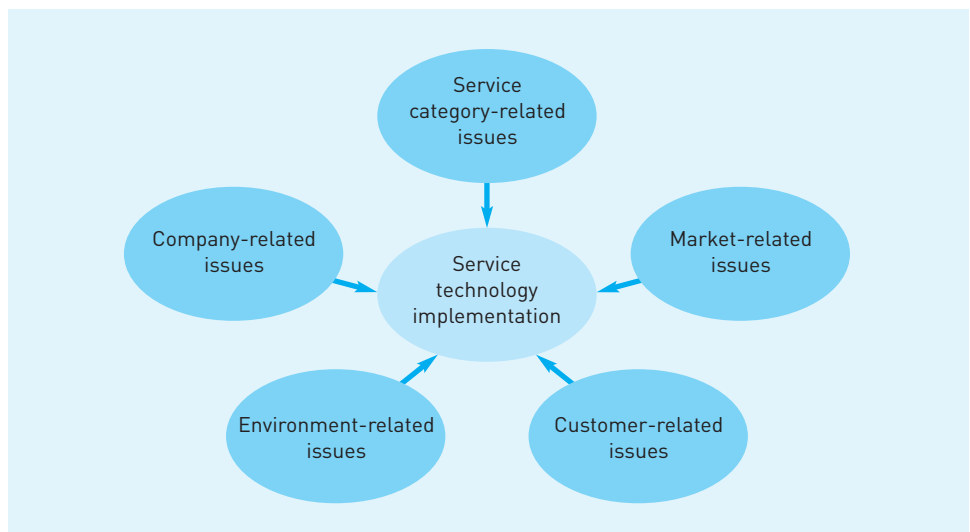 Service
category-related
issues
Company-related
issues
Market-related
issues
Service
technology
implementation
Environment-related
issues
Customer-related
issues